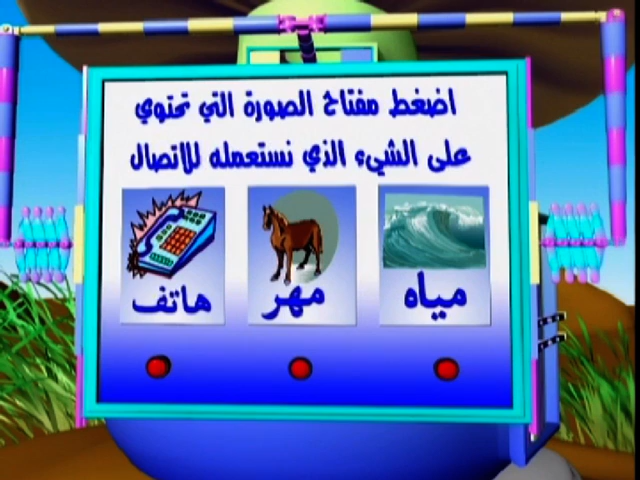 اضغط مفتاح الصورة التي تحتوي
على الشيء الذي نستعمله للاتصال
مياه
مهر
هاتف